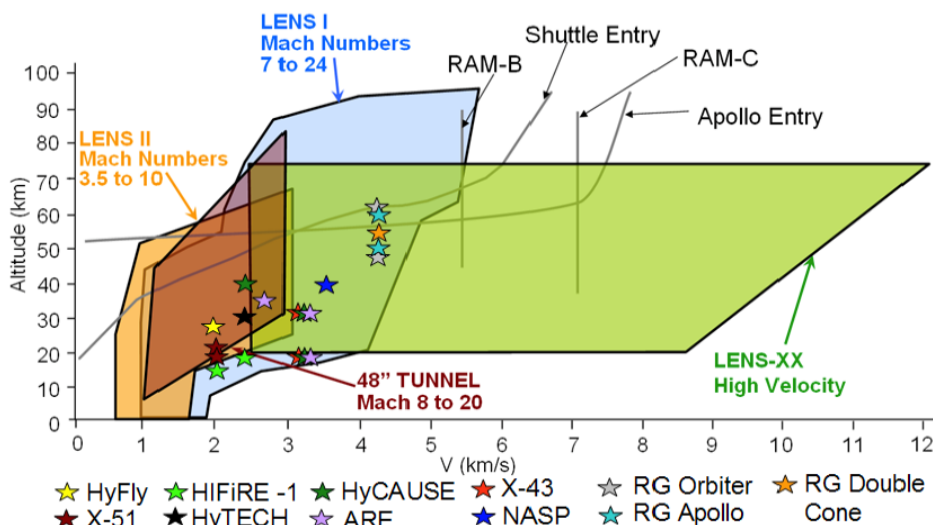 LENS I
Mach Numbers
7 to 24
Shuttle Entry
RAM-B
RAM-C
Apollo Entry
LENS II
Mach Numbers
3.5 to 10
Altitude (km)
100
90
80
70
60
50
40
30
20
10
0
LENS-XX
High Velocity
48” TUNNEL
Mach 8 to 20
0 1 2 3 4 5 6 7 8 9 10 11 12
V (km/s)
HyFly HIFiRE -1 HyCAUSE X-43 RG Orbiter RG Double
Cone
X-51 HyTECH ARF NASP RG Apollo